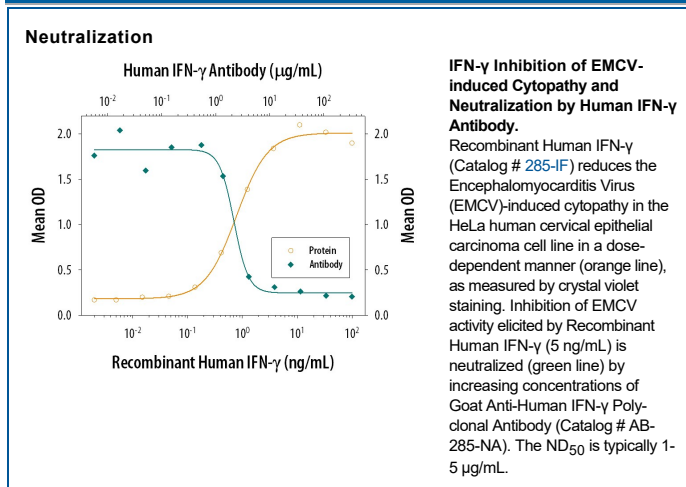 Neutralization
Human IFN-γ Antibody (μg/mL)
10⁻² 10⁻¹ 10⁰ 10¹ 10²
2.0 2.0
1.5 1.5
1.0 1.0
0.5 0.5
0.0 0.0
Mean OD
Mean OD
Protein
Antibody
10⁻² 10⁻¹ 10⁰ 10¹ 10²
Recombinant Human IFN-γ (ng/mL)
IFN-γ Inhibition of EMCV-
induced Cytopathy and
Neutralization by Human IFN-γ
Antibody.
Recombinant Human IFN-γ
(Catalog # 285-IF) reduces the
Encephalomyocarditis Virus
(EMCV)-induced cytopathy in the
HeLa human cervical epithelial
carcinoma cell line in a dose-
dependent manner (orange line),
as measured by crystal violet
staining. Inhibition of EMCV
activity elicited by Recombinant
Human IFN-γ (5 ng/mL) is
neutralized (green line) by
increasing concentrations of
Goat Anti-Human IFN-γ Poly-
clonal Antibody (Catalog # AB-
285-NA). The ND50 is typically 1-
5 μg/mL.